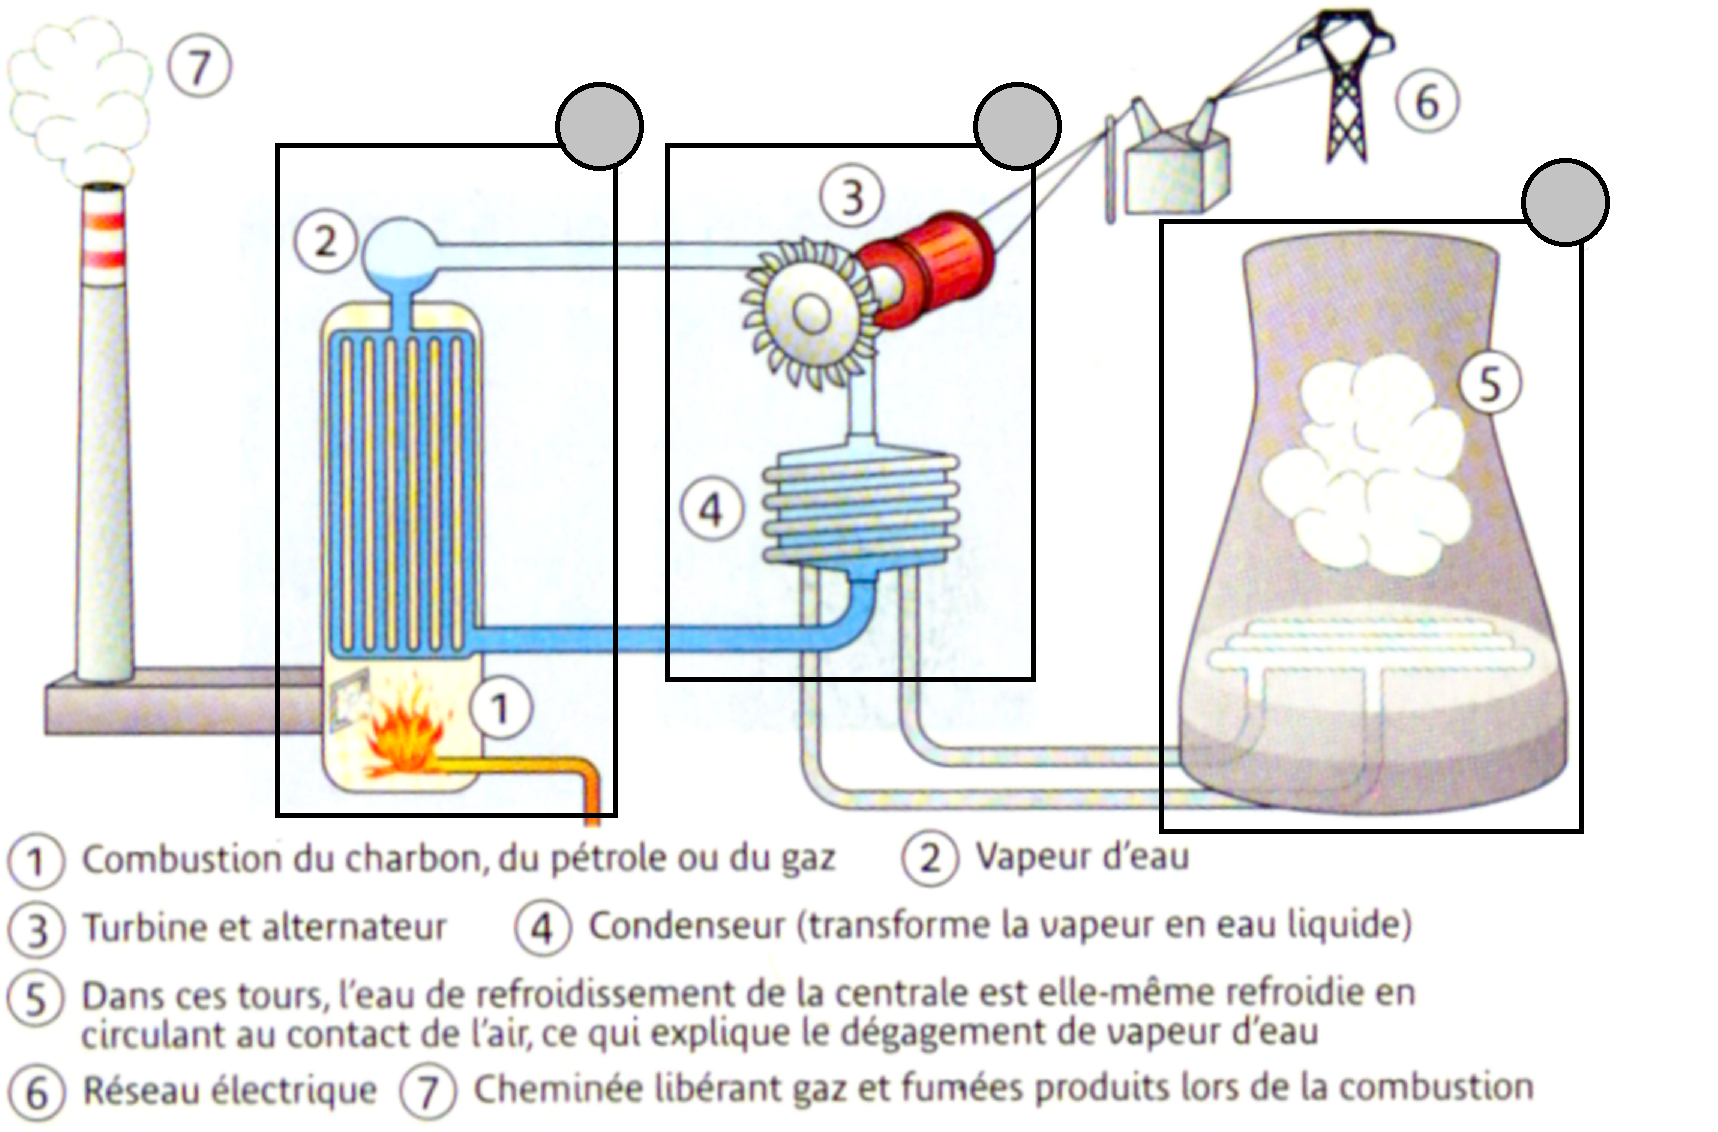 7
6
3
2
5
4
1
1 Combustion du charbon, du pétrole ou du gaz 2 Vapeur d'eau
3 Turbine et alternateur 4 Condenseur (transforme la vapeur en eau liquide)
5 Dans ces tours, l'eau de refroidissement de la centrale est elle-même refroidie en
circulant au contact de l'air, ce qui explique le dégagement de vapeur d'eau
6 Réseau électrique 7 Cheminée libérant gaz et fumées produits lors de la combustion